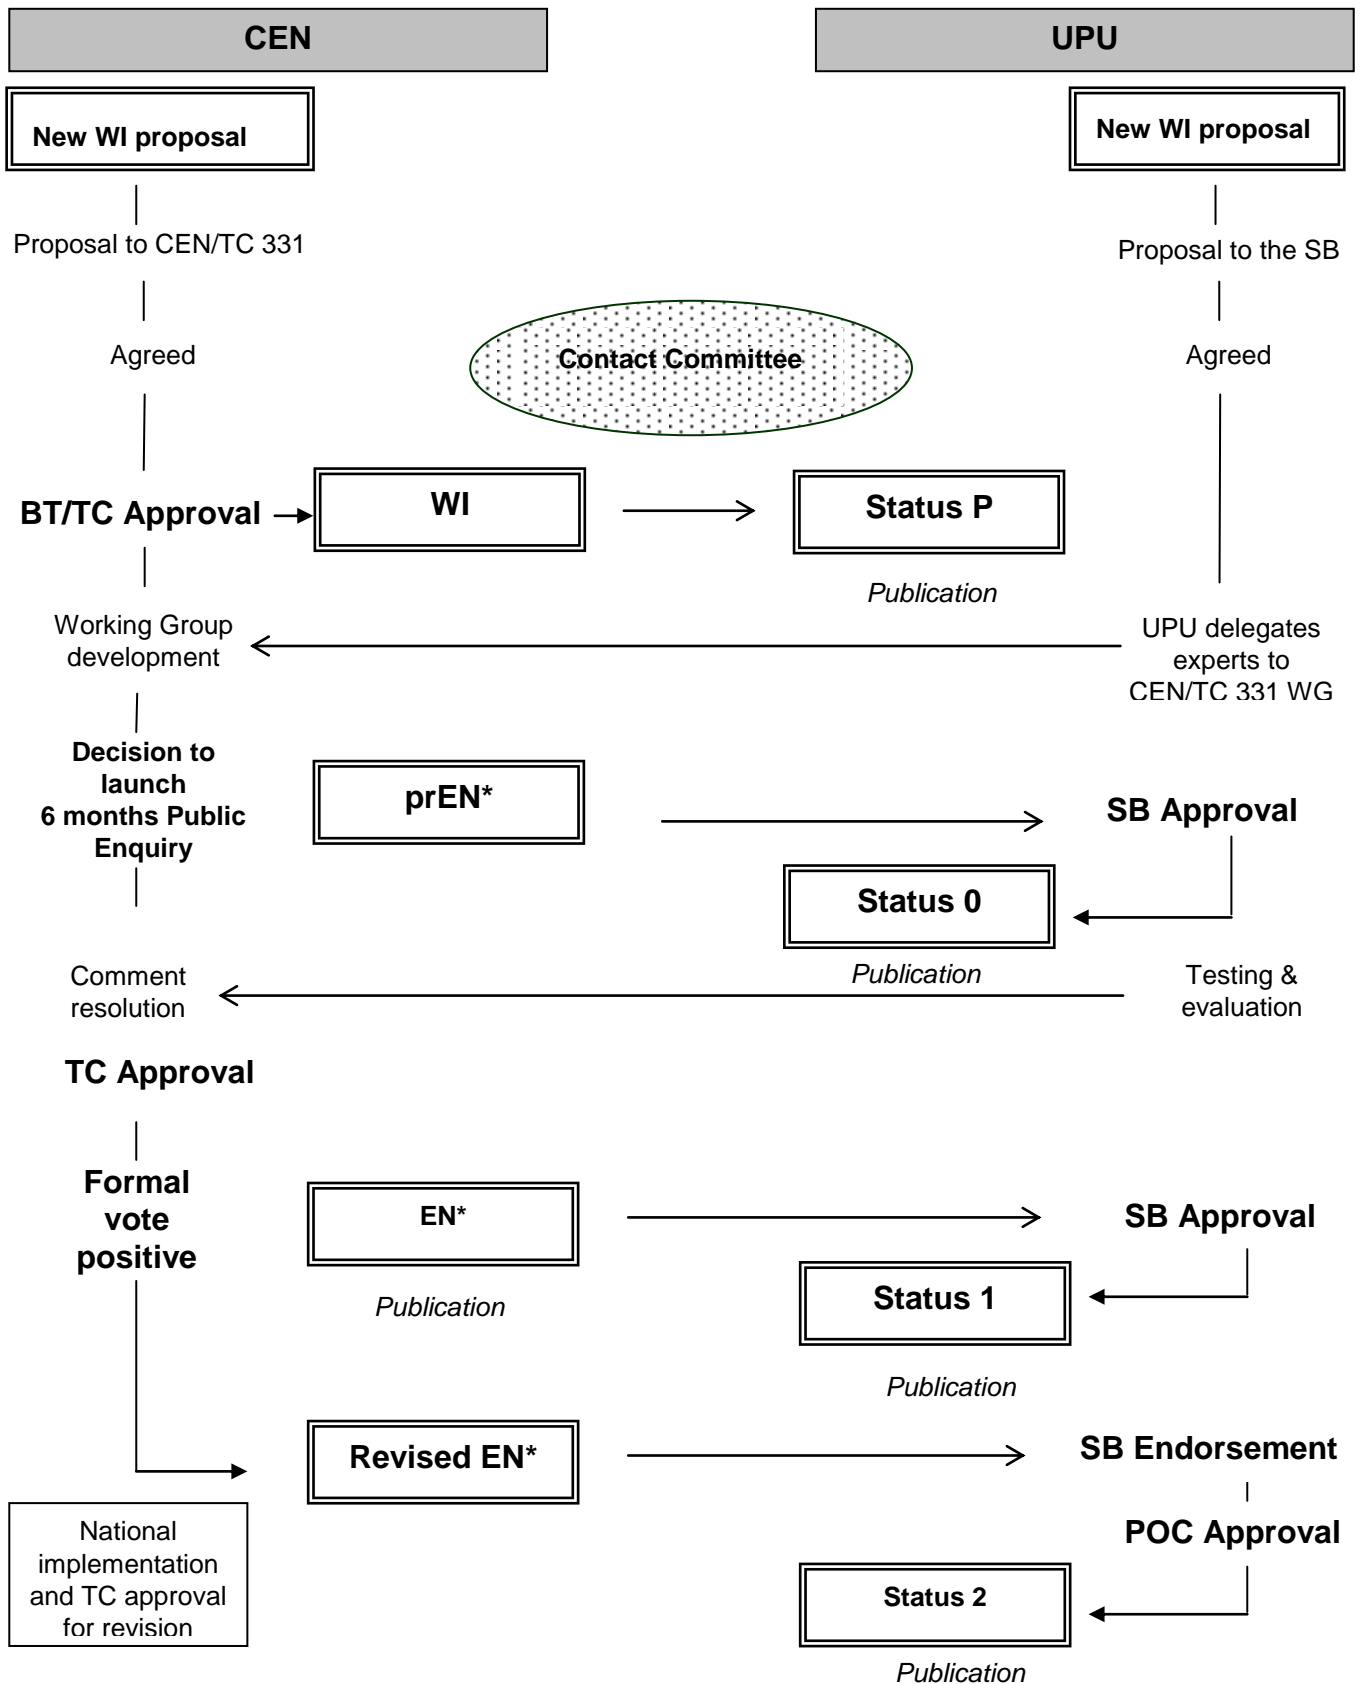 CEN
UPU
New WI proposal
New WI proposal
Proposal to CEN/TC 331
Proposal to the SB
Agreed
Contact Committee
Agreed
BT/TC Approval
WI
Status P
Publication
Working Group
development
UPU delegates
experts to
CEN/TC 331 WG
Decision to
launch
6 months Public
Enquiry
prEN*
SB Approval
Status 0
Publication
Comment
resolution
Testing &
evaluation
TC Approval
Formal
vote
positive
EN*
Publication
SB Approval
Status 1
Publication
Revised EN*
SB Endorsement
POC Approval
National
implementation
and TC approval
for revision
Status 2
Publication